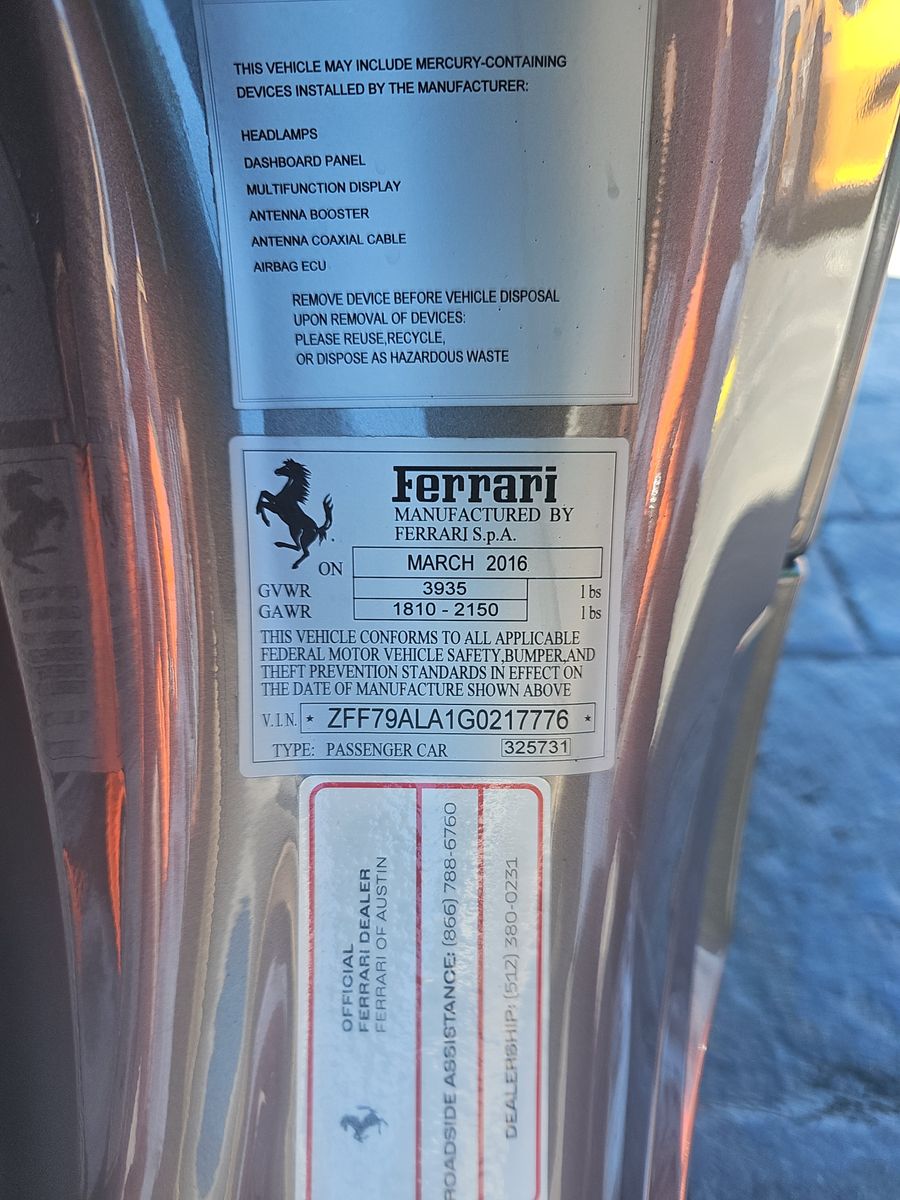 THIS VEHICLE MAY INCLUDE MERCURY-CONTAINING
DEVICES INSTALLED BY THE MANUFACTURER:
HEADLAMPS
DASHBOARD PANEL
MULTIFUNCTION DISPLAY
ANTENNA BOOSTER
ANTENNA COAXIAL CABLE
AIRBAG ECU
REMOVE DEVICE BEFORE VEHICLE DISPOSAL
UPON REMOVAL OF DEVICES:
PLEASE REUSE,RECYCLE,
OR DISPOSE AS HAZARDOUS WASTE
Ferrari
MANUFACTURED BY
FERRARI S.p.A.
ON MARCH 2016
GVWR 3935 lbs
GAWR 1810 - 2150 lbs
THIS VEHICLE CONFORMS TO ALL APPLICABLE
FEDERAL MOTOR VEHICLE SAFETY,BUMPER,AND
THEFT PREVENTION STANDARDS IN EFFECT ON
THE DATE OF MANUFACTURE SHOWN ABOVE
V.I.N. * ZFF79ALA1G0217776 *
TYPE: PASSENGER CAR 325731
OFFICIAL
FERRARI DEALER
FERRARI OF AUSTIN
ROADSIDE ASSISTANCE: (866) 788-6760
DEALERSHIP: (512) 380-0231